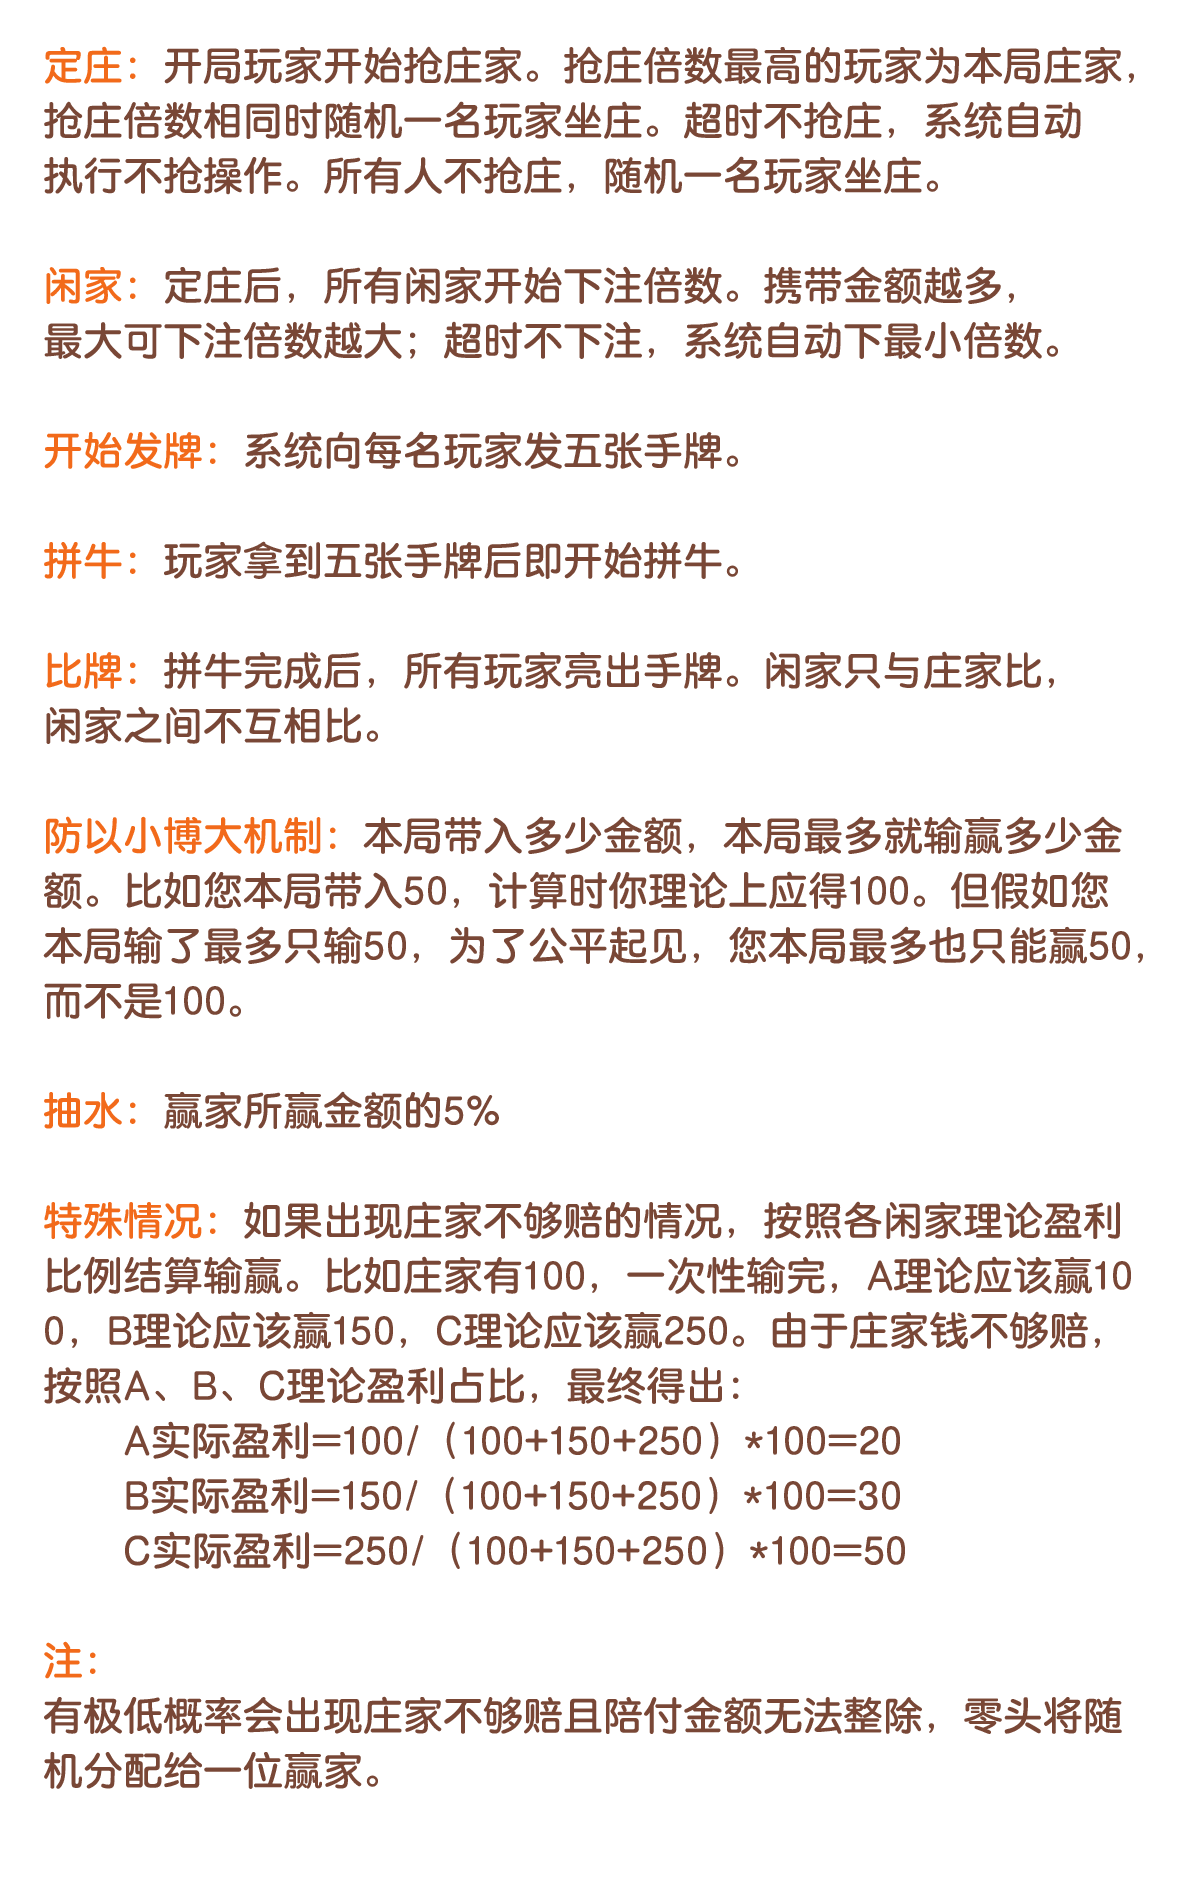 定庄：开局玩家开始抢庄家。抢庄倍数最高的玩家为本局庄家，
抢庄倍数相同时随机一名玩家坐庄。超时不抢庄，系统自动
执行不抢操作。所有人不抢庄，随机一名玩家坐庄。
闲家：定庄后，所有闲家开始下注倍数。携带金额越多，
最大可下注倍数越大；超时不下注，系统自动下最小倍数。
开始发牌：系统向每名玩家发五张手牌。
拼牛：玩家拿到五张手牌后即开始拼牛。
比牌：拼牛完成后，所有玩家亮出手牌。闲家只与庄家比，
闲家之间不互相比。
防以小博大机制：本局带入多少金额，本局最多就输赢多少金
额。比如您本局带入50，计算时你理论上应得100。但假如您
本局输了最多只输50，为了公平起见，您本局最多也只能赢50，
而不是100。
抽水：赢家所赢金额的5%
特殊情况：如果出现庄家不够赔的情况，按照各闲家理论盈利
比例结算输赢。比如庄家有100，一次性输完，A理论应该赢10
0，B理论应该赢150，C理论应该赢250。由于庄家钱不够赔，
按照A、B、C理论盈利占比，最终得出：
A实际盈利=100/（100+150+250）*100=20
B实际盈利=150/（100+150+250）*100=30
C实际盈利=250/（100+150+250）*100=50
注：
有极低概率会出现庄家不够赔且陪付金额无法整除，零头将随
机分配给一位赢家。